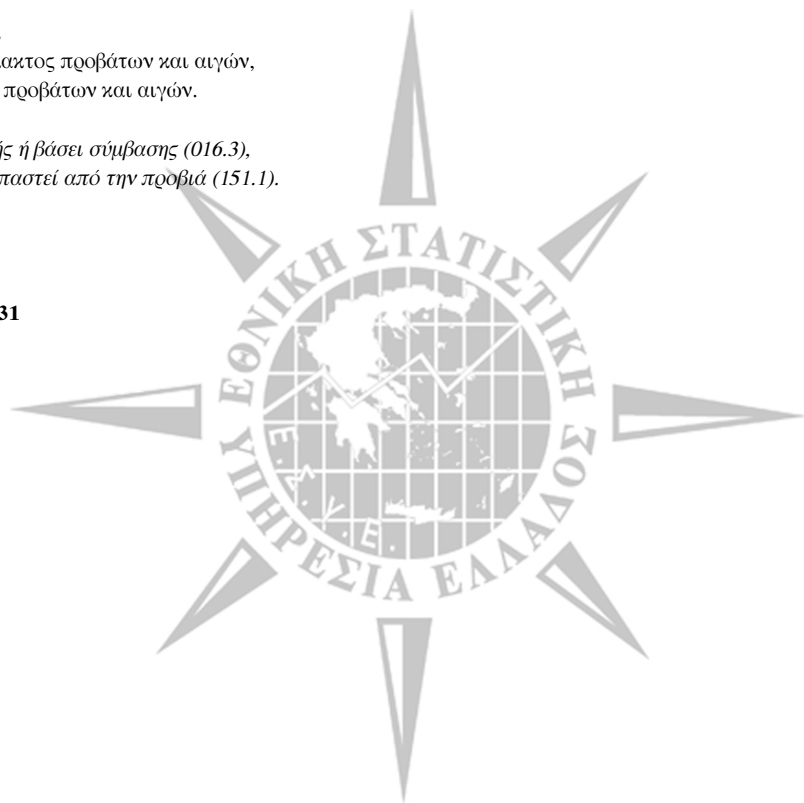 ακτος προβάτων και αιγών,
προβάτων και αιγών.
ής ή βάσει σύμβασης (016.3),
παστεί από την προβιά (151.1).
31
ΕΘΝΙΚΗ ΣΤΑΤΙΣΤΙΚΗ
ΥΠΗΡΕΣΙΑ ΕΛΛΑΔΟΣ
Ε.Σ.Υ.Ε.